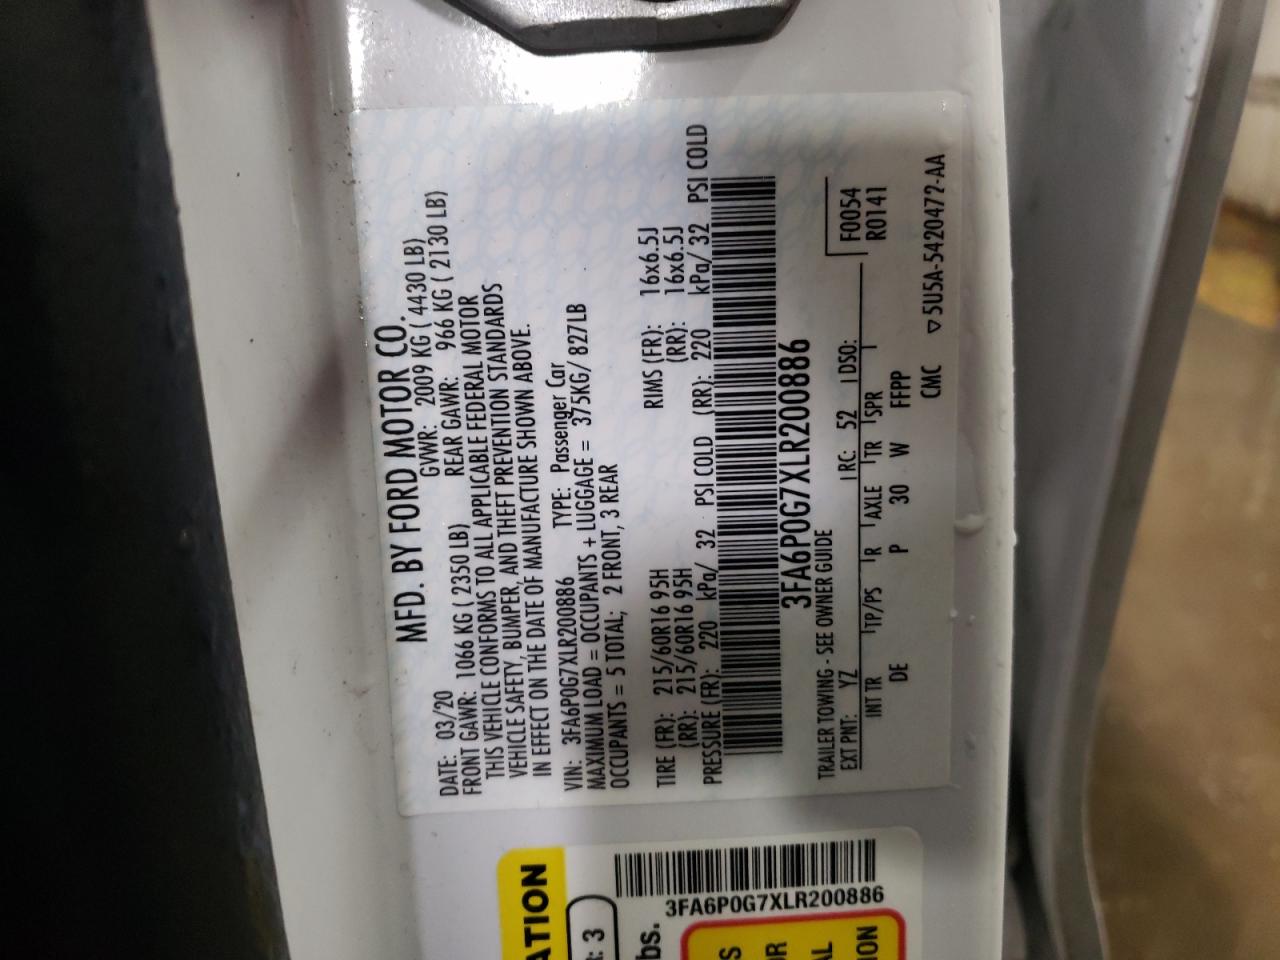 MFD. BY FORD MOTOR CO.
DATE: 03/20 GVWR: 2009 KG ( 4430 LB)
FRONT GAWR: 1066 KG ( 2350 LB) REAR GAWR: 966 KG ( 2130 LB)
THIS VEHICLE CONFORMS TO ALL APPLICABLE FEDERAL MOTOR
VEHICLE SAFETY, BUMPER, AND THEFT PREVENTION STANDARDS
IN EFFECT ON THE DATE OF MANUFACTURE SHOWN ABOVE.
VIN: 3FA6P0G7XLR200886 TYPE: Passenger Car
MAXIMUM LOAD = OCCUPANTS + LUGGAGE = 375KG/ 827LB
OCCUPANTS = 5 TOTAL; 2 FRONT, 3 REAR
TIRE (FR): 215/60R16 95H RIMS (FR): 16x6.5J
(RR): 215/60R16 95H (RR): 16x6.5J
PRESSURE (FR): 220 kPa/ 32 PSI COLD (RR): 220 kPa/ 32 PSI COLD
3FA6P0G7XLR200886
TRAILER TOWING - SEE OWNER GUIDE
EXT PNT: YZ RC: 52 DSO: F0054
INT TR TP/PS R AXLE TR SPR R0141
DE P 30 W FFPP
CMC ▽5U5A-5420472-AA
ATION
R: 3
bs.
3FA6P0G7XLR200886
S
OR
AL
ION